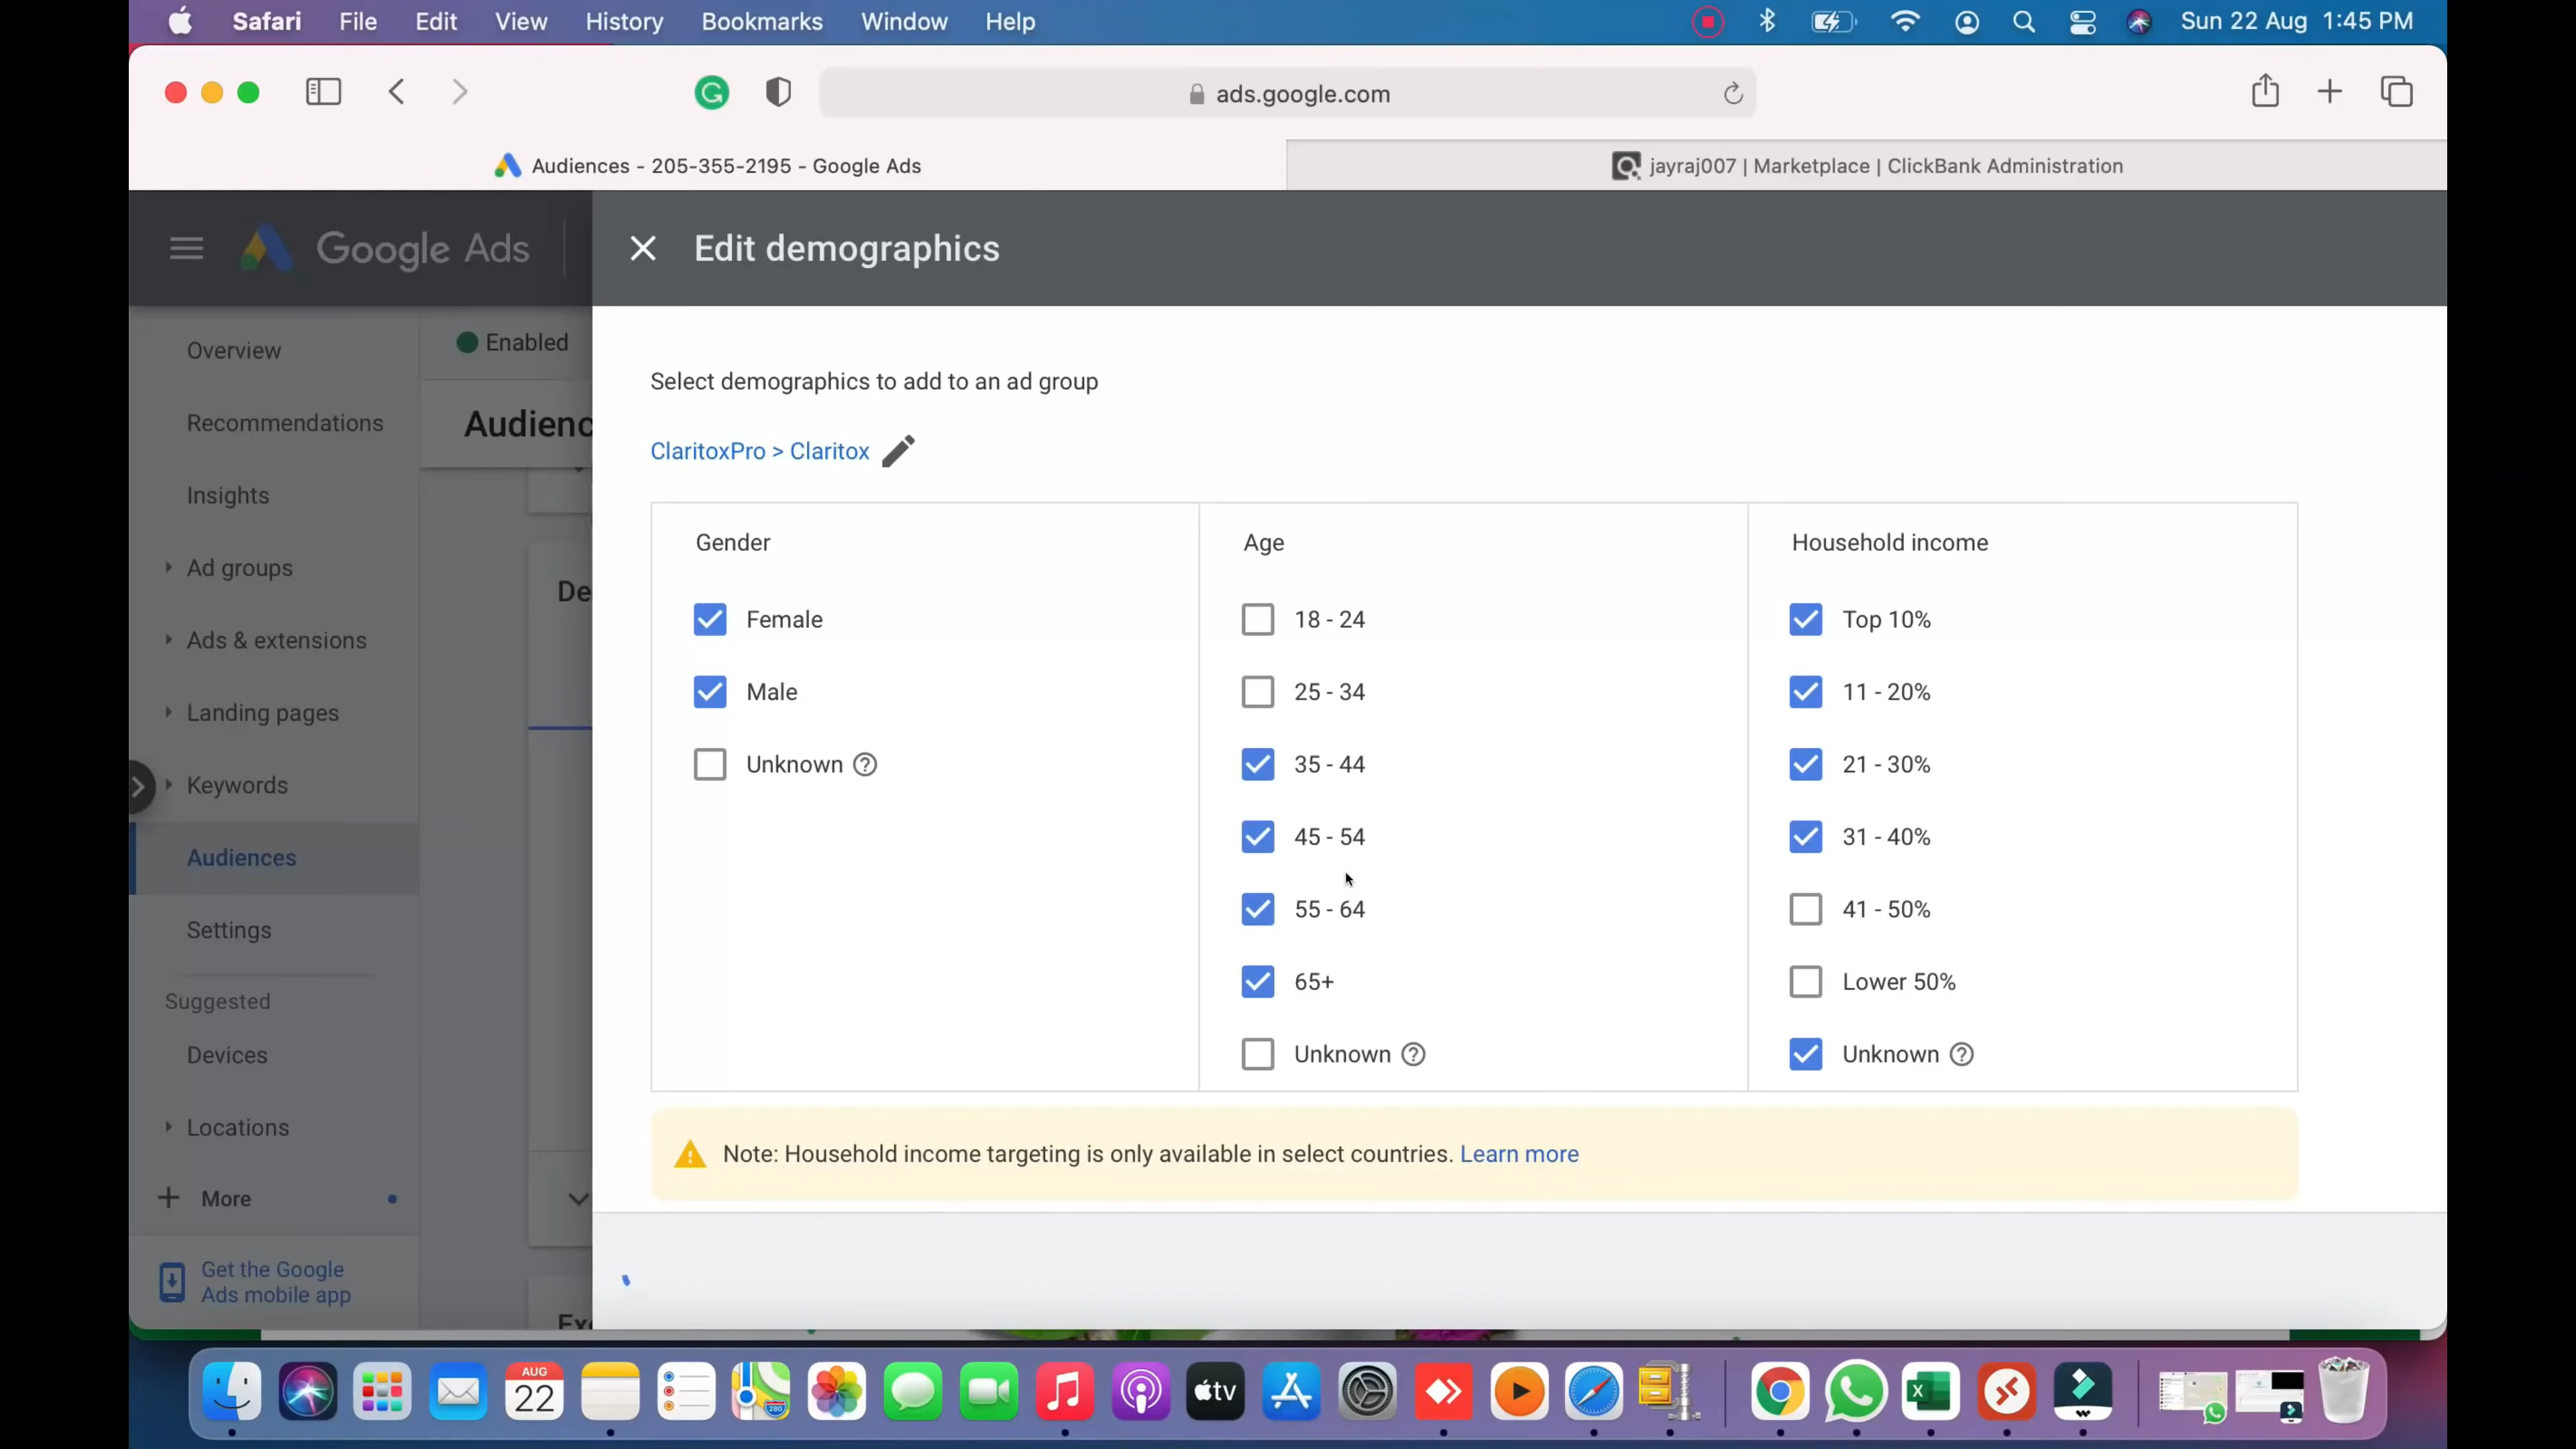 Safari File Edit View History Bookmarks Window Help Sun 22 Aug 1:45 PM
ads.google.com
Audiences - 205-355-2195 - Google Ads
jayraj007 | Marketplace | ClickBank Administration
Google Ads
Edit demographics
Overview
Recommendations
Insights
Ad groups
Ads & extensions
Landing pages
Keywords
Audiences
Settings
Suggested
Devices
Locations
More
Get the Google
Ads mobile app
Enabled
Audienc
De
Ex
Select demographics to add to an ad group
ClaritoxPro > Claritox
Gender
Female
Male
Unknown
Age
18 - 24
25 - 34
35 - 44
45 - 54
55 - 64
65+
Unknown
Household income
Top 10%
11 - 20%
21 - 30%
31 - 40%
41 - 50%
Lower 50%
Unknown
Note: Household income targeting is only available in select countries. Learn more
AUG
22
280
tv
X